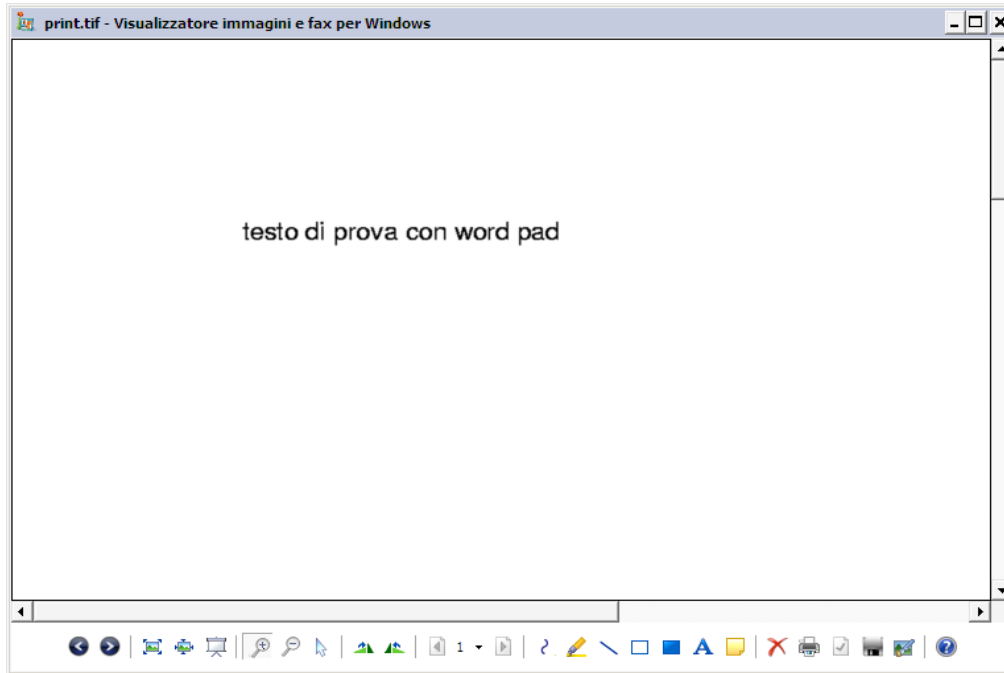 print.tif - Visualizzatore immagini e fax per Windows
testo di prova con word pad
1
A